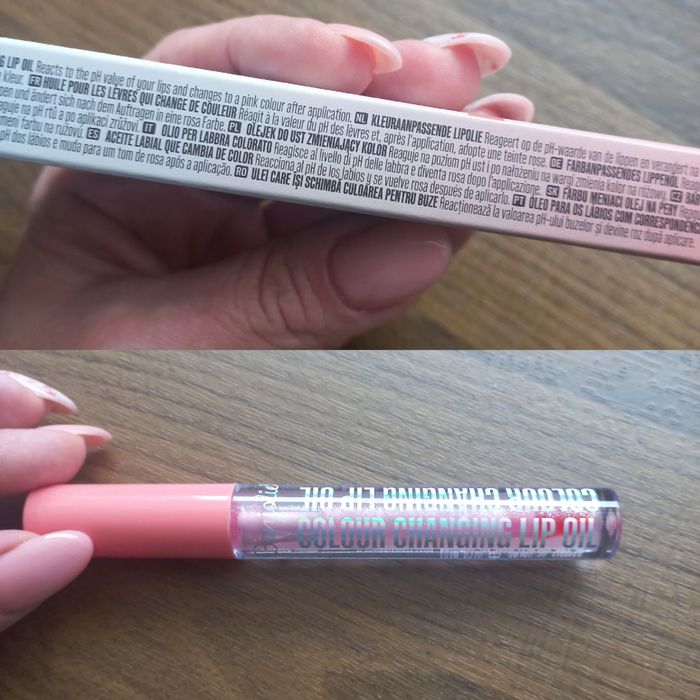 LIP OIL Reacts to the pH value of your lips and changes to a pink colour after application. NL KLEURAANPASSENDE LIPOLIE Reageert op de pH-waarde van de lippen en verandert na
kleur. FR HUILE POUR LES LÈVRES QUI CHANGE DE COULEUR Réagit à la valeur du pH des lèvres et, après l'application, adopte une teinte rose. DE FARBANPASSENDES LIPPENÖL
und ändert sich nach dem Auftragen in eine rosa Farbe. PL OLEJEK DO UST ZMIENIAJĄCY KOLOR Reaguje na poziom pH ust i po nałożeniu na wargi zmienia kolor na różowy. CZ
na pH rtů a po aplikaci zrůžoví. IT OLIO PER LABBRA COLORATO Reagisce al livello di pH delle labbra e diventa rosa dopo l'applicazione. SK FARBU MENIACI OLEJ NA PERY
farbu na ružovú. ES ACEITE LABIAL QUE CAMBIA DE COLOR Reacciona al pH de los labios y se vuelve rosa después de aplicarlo. PT ÓLEO PARA OS LÁBIOS COM
pH dos lábios e muda para um tom de rosa após a aplicação. RO ULEI CARE ÎȘI SCHIMBĂ CULOAREA PENTRU BUZE Reacționează la valoarea pH-ului buzelor și devine roz după aplicare.
COLOUR CHANGING LIP OIL
COLOUR CHANGING LIP OIL